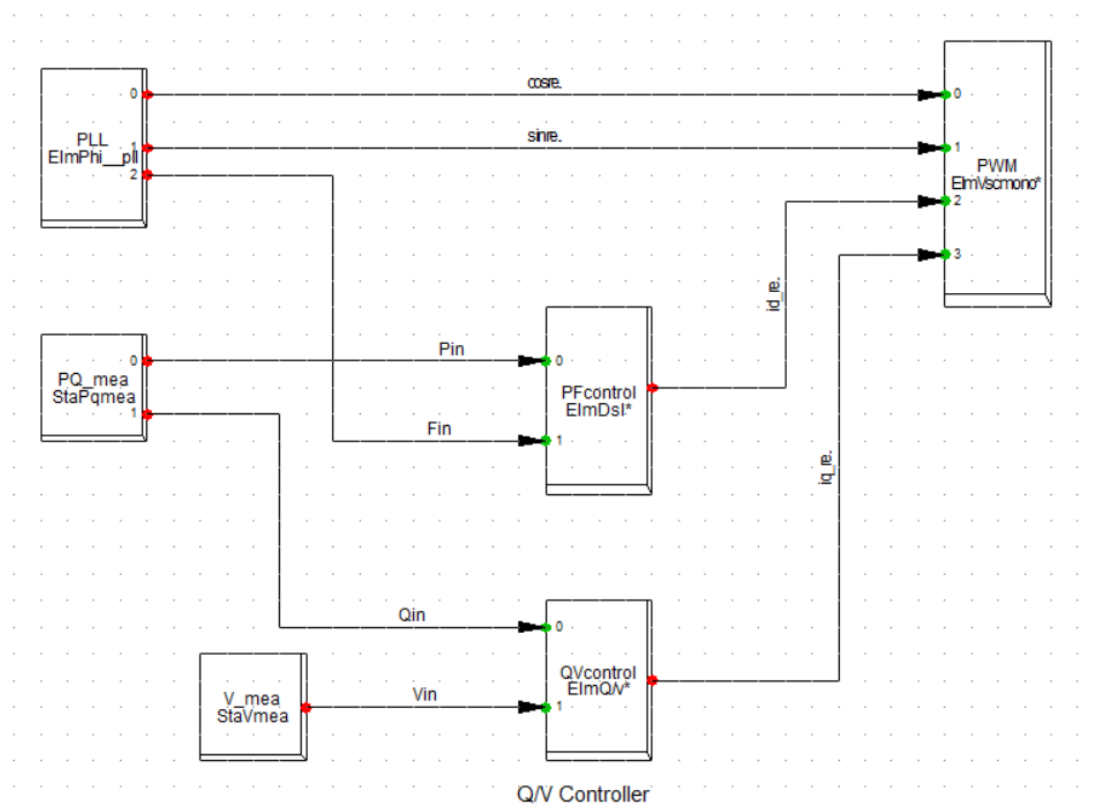 cosre.
0
0
PLL
ElmPhi__pll
1
sinre.
1
2
PWM
ElmVscmono*
2
3
id_re.
0
Pin
0
PQ_mea
StaPqmea
1
PFcontrol
ElmDsl*
Fin
1
iq_re.
Qin
0
QVcontrol
ElmQ/v*
V_mea
StaVmea
Vin
1
Q/V Controller